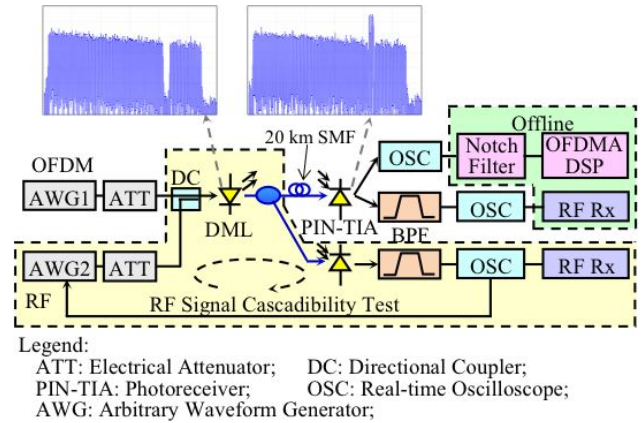 20 km SMF
Offline
OFDM
AWG1 ATT DC DML PIN-TIA
OSC Notch Filter OFDMA DSP
BPF OSC RF Rx
AWG2 ATT
RF
OSC RF Rx
RF Signal Cascadibility Test
Legend:
ATT: Electrical Attenuator; DC: Directional Coupler;
PIN-TIA: Photoreceiver; OSC: Real-time Oscilloscope;
AWG: Arbitrary Waveform Generator;